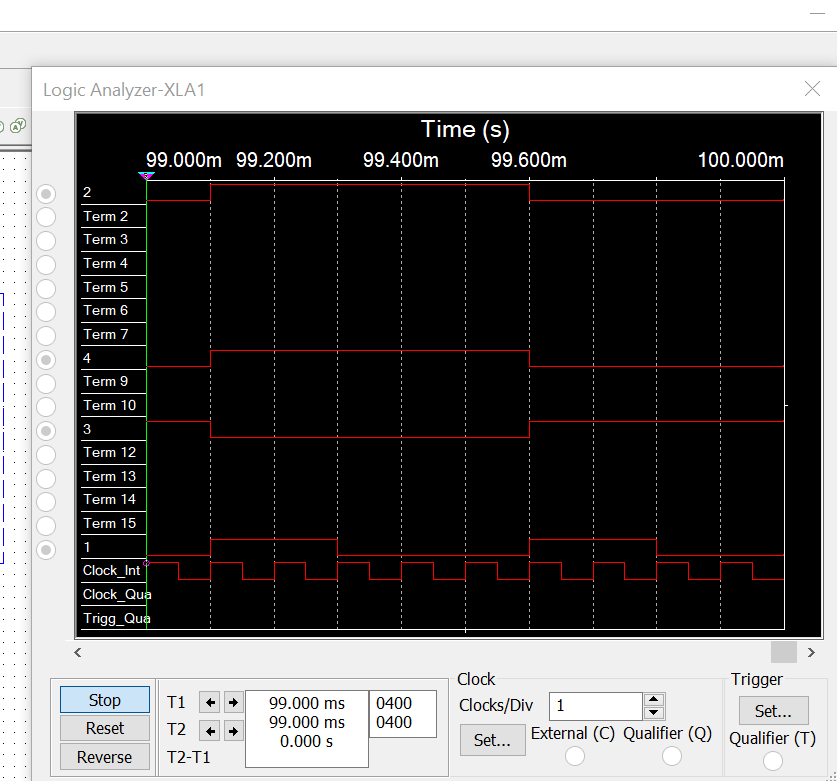 Logic Analyzer-XLA1
Time (s)
99.000m 99.200m 99.400m 99.600m 100.000m
2
Term 2
Term 3
Term 4
Term 5
Term 6
Term 7
4
Term 9
Term 10
3
Term 12
Term 13
Term 14
Term 15
1
Clock_Int
Clock_Qua
Trigg_Qua
Stop
Reset
Reverse
T1
T2
T2-T1
99.000 ms
99.000 ms
0.000 s
0400
0400
Clock
Clocks/Div 1
Set...
External (C) Qualifier (Q)
Trigger
Set...
Qualifier (T)